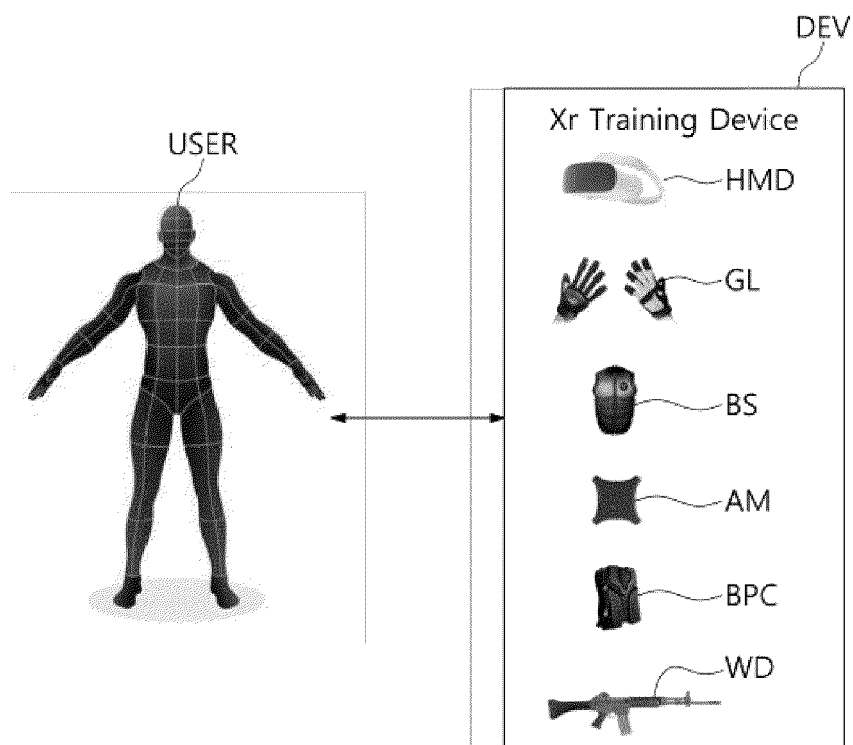 DEV
Xr Training Device
USER
HMD
GL
BS
AM
BPC
WD